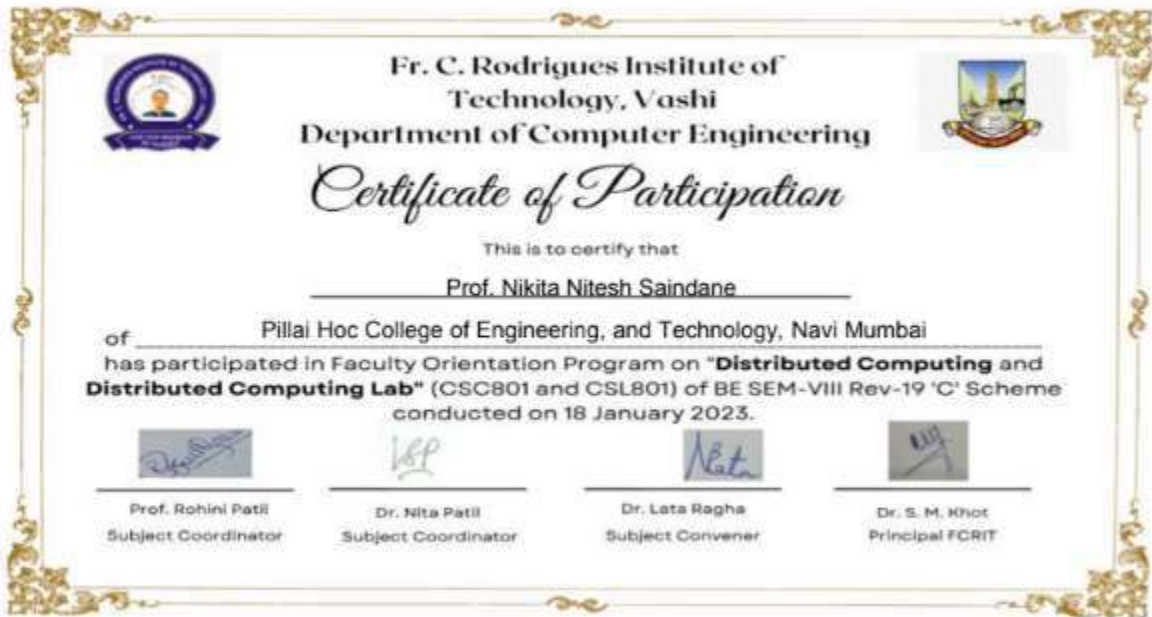 Fr. C. Rodrigues Institute of
Technology, Vashi
Department of Computer Engineering
Certificate of Participation
This is to certify that
Prof. Nikita Nitesh Saindane
of Pillai Hoc College of Engineering, and Technology, Navi Mumbai
has participated in Faculty Orientation Program on "Distributed Computing and
Distributed Computing Lab" (CSC801 and CSL801) of BE SEM-VIII Rev-19 'C' Scheme
conducted on 18 January 2023.
Prof. Rohini Patil
Subject Coordinator
Dr. Nita Patil
Subject Coordinator
Dr. Lata Ragha
Subject Convener
Dr. S. M. Khot
Principal FCRIT